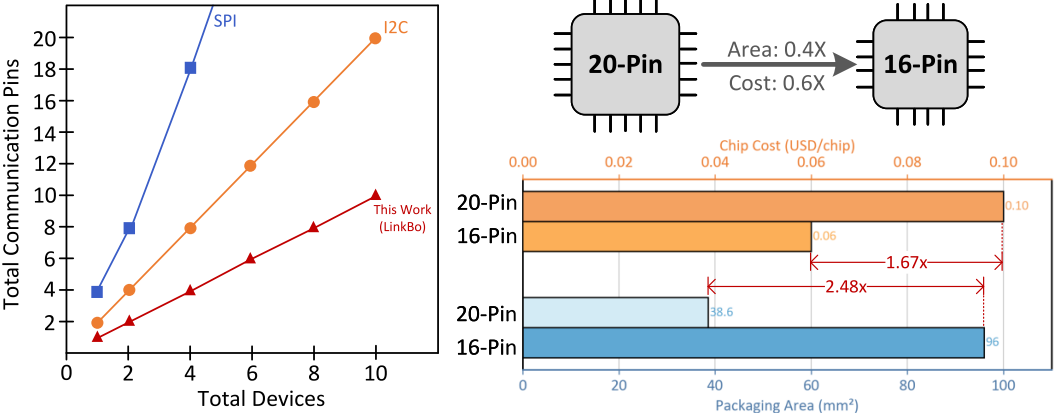 SPI
I2C
This Work
(LinkBo)
Total Communication Pins
20
18
16
14
12
10
8
6
4
2
0
2
4
6
8
10
Total Devices
20-Pin
Area: 0.4X
Cost: 0.6X
16-Pin
Chip Cost (USD/chip)
0.00
0.02
0.04
0.06
0.08
0.10
20-Pin
0.10
16-Pin
0.06
1.67x
2.48x
20-Pin
38.6
16-Pin
96
0
20
40
60
80
100
Packaging Area (mm²)